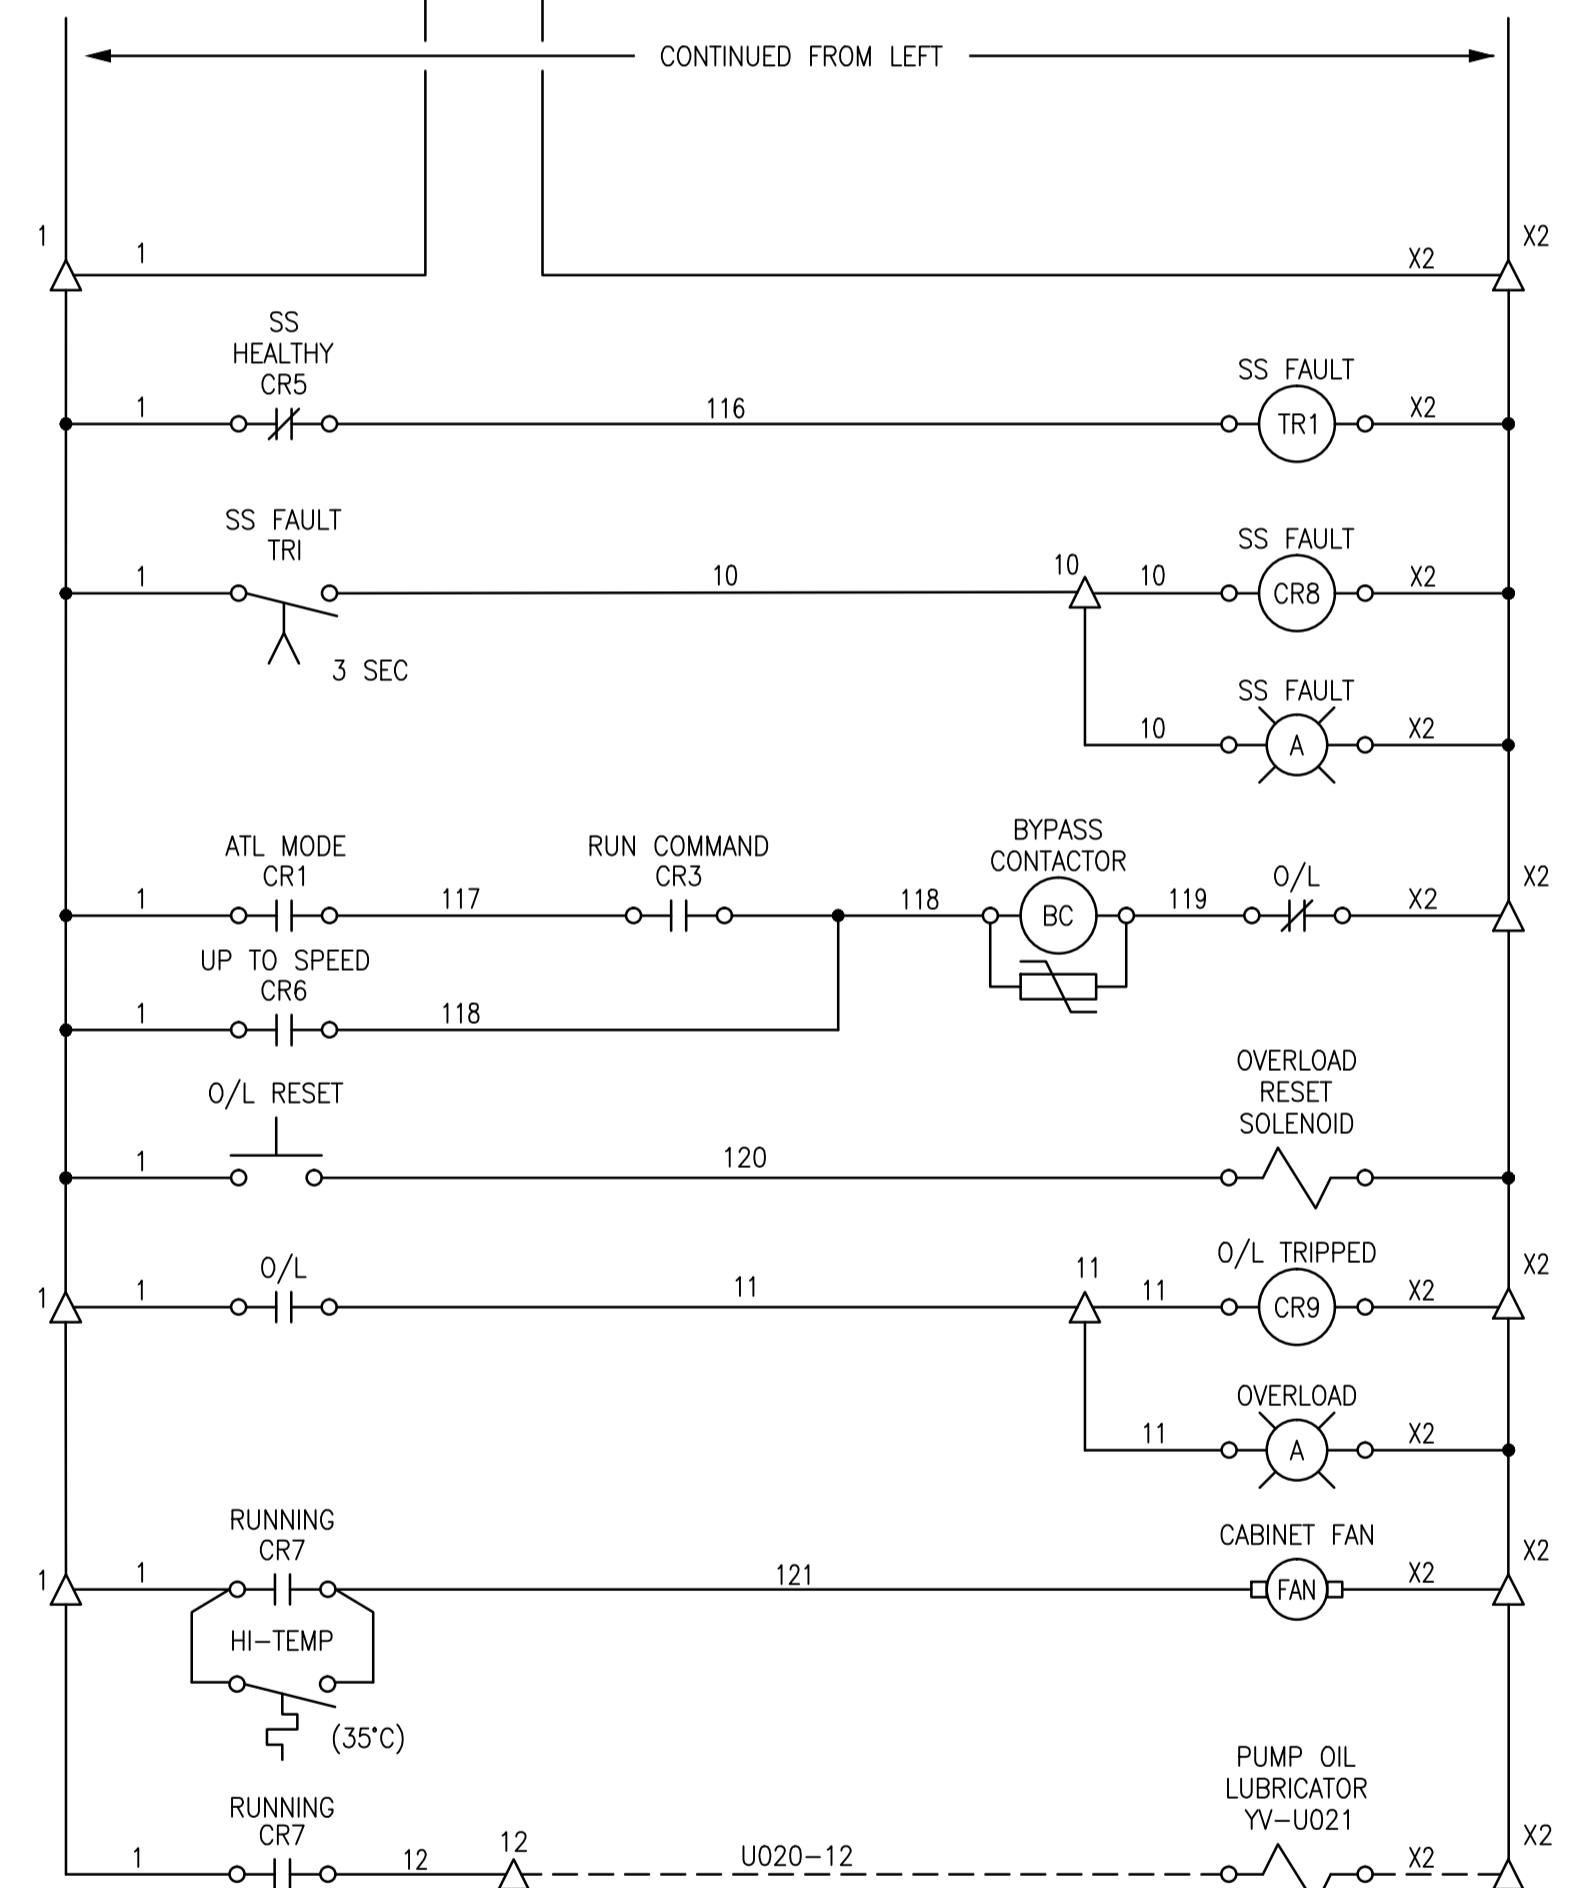 CONTINUED FROM LEFT
1
1
X2
X2
SS
HEALTHY
CR5
1
116
SS FAULT
TR1
X2
SS FAULT
TRI
3 SEC
1
10
10
10
SS FAULT
CR8
X2
10
SS FAULT
A
X2
ATL MODE
CR1
1
117
RUN COMMAND
CR3
118
BYPASS
CONTACTOR
BC
119
O/L
X2
X2
UP TO SPEED
CR6
1
118
O/L RESET
1
120
OVERLOAD
RESET
SOLENOID
1
1
O/L
11
11
11
O/L TRIPPED
CR9
X2
X2
11
OVERLOAD
A
X2
1
1
RUNNING
CR7
121
CABINET FAN
FAN
X2
X2
HI-TEMP
(35°C)
RUNNING
CR7
1
12
12
U020-12
PUMP OIL
LUBRICATOR
YV-U021
X2
X2